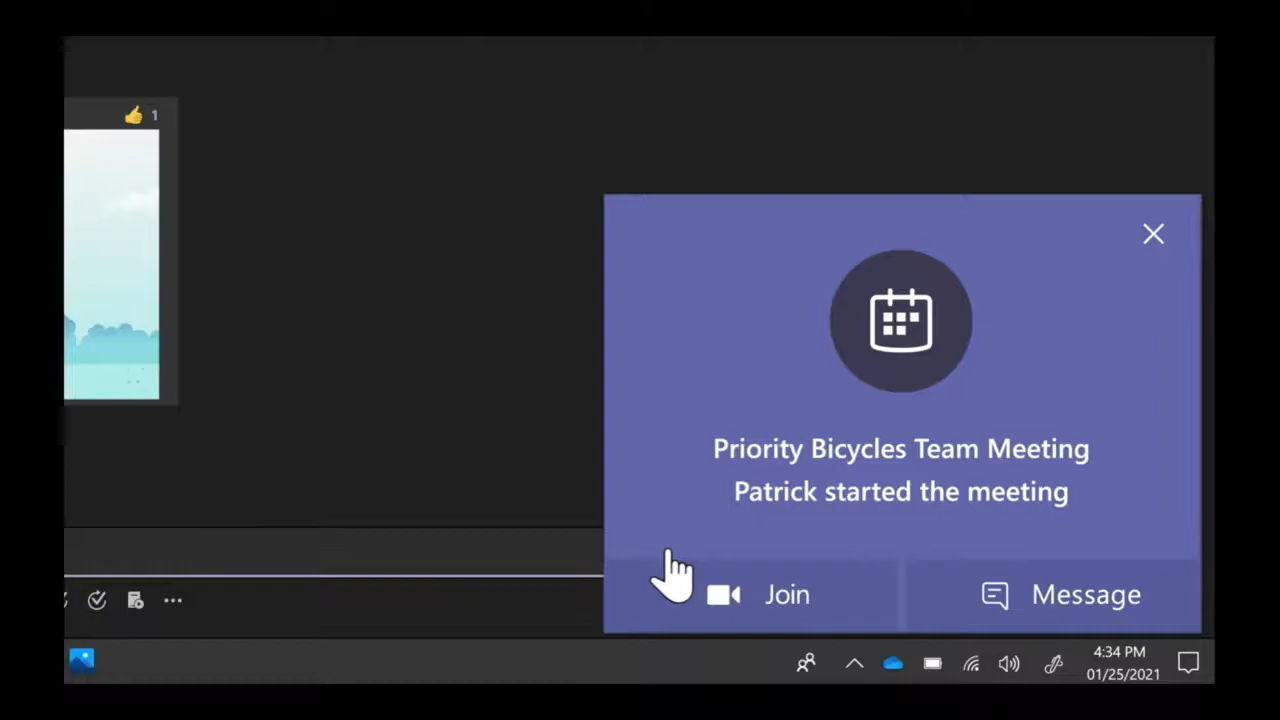 1
Priority Bicycles Team Meeting
Patrick started the meeting
Join
Message
4:34 PM
01/25/2021